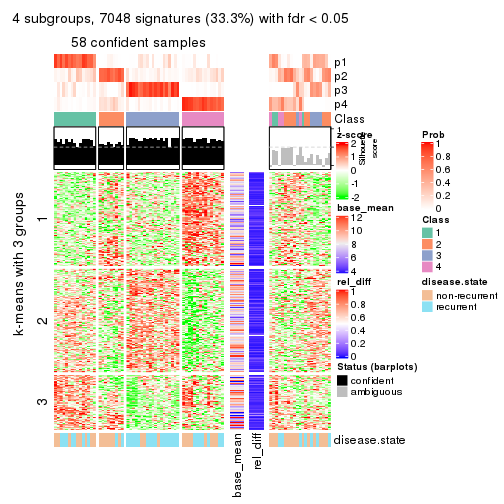 4 subgroups, 7048 signatures (33.3%) with fdr < 0.05
58 confident samples
p1
p2
p3
p4
Class
1
0
Silhouette
score
k-means with 3 groups
1
2
3
disease.state
base_mean
rel_diff
z-score
2
1
0
-1
-2
base_mean
12
10
8
6
4
rel_diff
1
0.8
0.6
0.4
0.2
0
Status (barplots)
confident
ambiguous
Prob
1
0.8
0.6
0.4
0.2
0
Class
1
2
3
4
disease.state
non-recurrent
recurrent